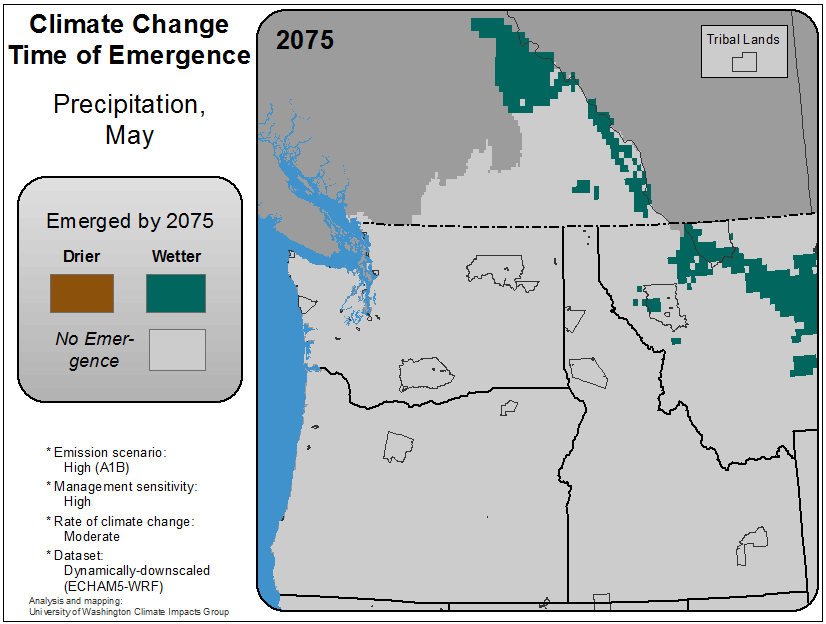 Climate Change
Time of Emergence
Precipitation,
May
Emerged by 2075
Drier
Wetter
No Emer-
gence
* Emission scenario:
High (A1B)
* Management sensitivity:
High
* Rate of climate change:
Moderate
* Dataset:
Dynamically-downscaled
(ECHAM5-WRF)
Analysis and mapping:
University of Washington Climate Impacts Group
2075
Tribal Lands